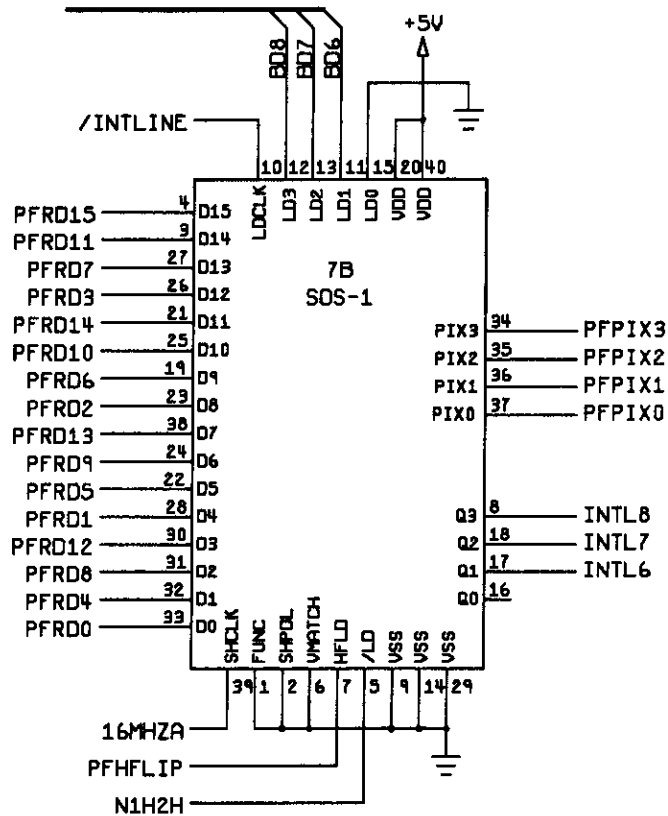 +5V
BD8 BD7 BD6
/INTLINE
10 12 13 11 15 20 40
LDCLK LD3 LD2 LD1 LD0 VDD VDD
7B
SOS-1
PFRD15 4 D15
PFRD11 3 D14
PFRD7 27 D13
PFRD3 26 D12
PFRD14 21 D11
PFRD10 25 D10
PFRD6 19 D9
PFRD2 23 D8
PFRD13 38 D7
PFRD9 24 D6
PFRD5 22 D5
PFRD1 28 D4
PFRD12 30 D3
PFRD8 31 D2
PFRD4 32 D1
PFRD0 33 D0
PIX3 34 PFPIX3
PIX2 35 PFPIX2
PIX1 36 PFPIX1
PIX0 37 PFPIX0
Q3 8 INTL8
Q2 18 INTL7
Q1 17 INTL6
Q0 16
SHCLK FUNC SHPOL VMATCH HFLD /LD VSS VSS VSS
39 1 2 6 7 5 9 14 29
16MHZA
PFHFLIP
N1H2H